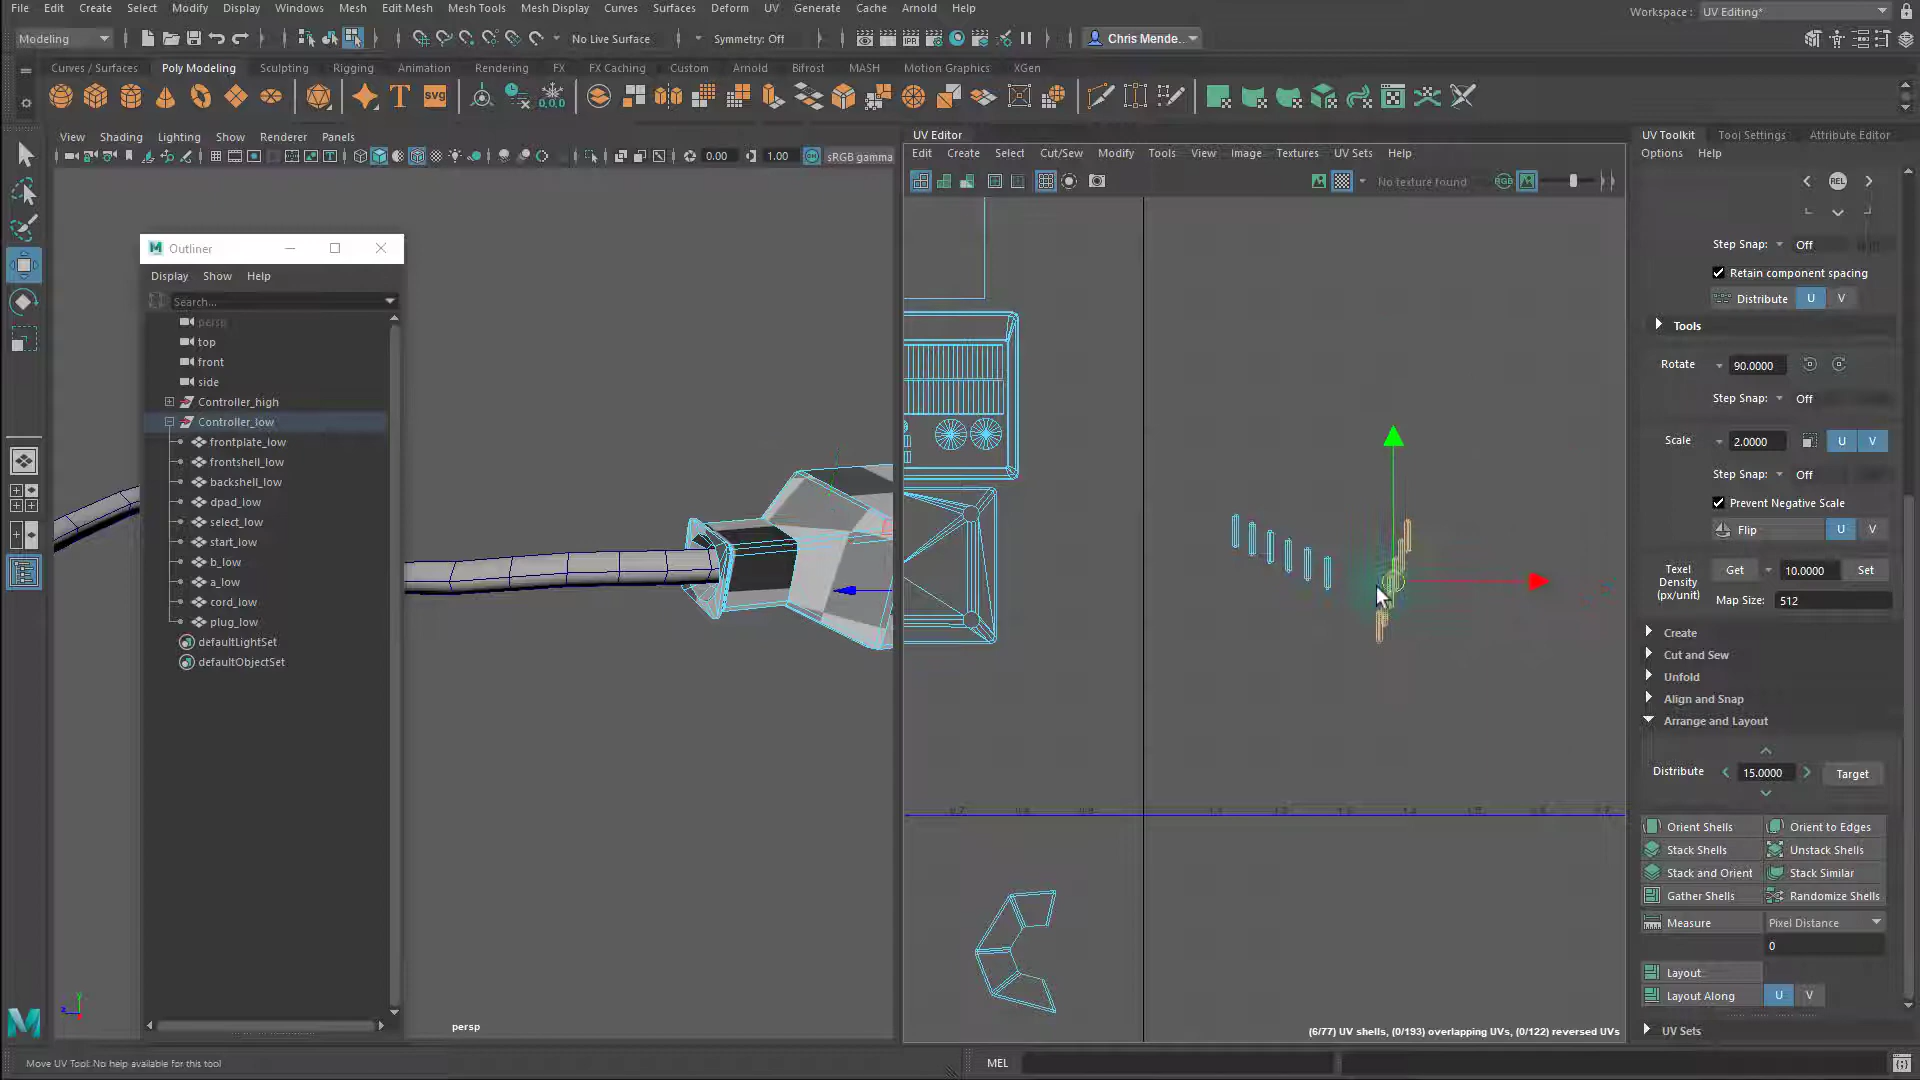 File Edit Create Select Modify Display Windows Mesh Edit Mesh Mesh Tools Mesh Display Curves Surfaces Deform UV Generate Cache Arnold Help
Workspace : UV Editing*
Modeling
No Live Surface
Symmetry: Off
Chris Mende...
Curves / Surfaces Poly Modeling Sculpting Rigging Animation Rendering FX FX Caching Custom Arnold Bifrost MASH Motion Graphics XGen
SVG
0,0,0
View Shading Lighting Show Renderer Panels
0.00
1.00
sRGB gamma
UV Editor
Edit Create Select Cut/Sew Modify Tools View Image Textures UV Sets Help
No texture found
RGB
UV Toolkit Tool Settings Attribute Editor
Options Help
REL
Step Snap: Off
Retain component spacing
Distribute U V
Tools
Rotate 90.0000
Step Snap: Off
Scale 2.0000 U V
Step Snap: Off
Prevent Negative Scale
Flip U V
Texel Density (px/unit) Get 10.0000 Set
Map Size: 512
Create
Cut and Sew
Unfold
Align and Snap
Arrange and Layout
Distribute 15.0000 Target
Orient Shells Orient to Edges
Stack Shells Unstack Shells
Stack and Orient Stack Similar
Gather Shells Randomize Shells
Measure Pixel Distance
0
Layout
Layout Along U V
UV Sets
Outliner
Display Show Help
Search...
persp
top
front
side
Controller_high
Controller_low
frontplate_low
frontshell_low
backshell_low
dpad_low
select_low
start_low
b_low
a_low
cord_low
plug_low
defaultLightSet
defaultObjectSet
persp
(6/77) UV shells, (0/193) overlapping UVs, (0/122) reversed UVs
Move UV Tool: No help available for this tool
MEL